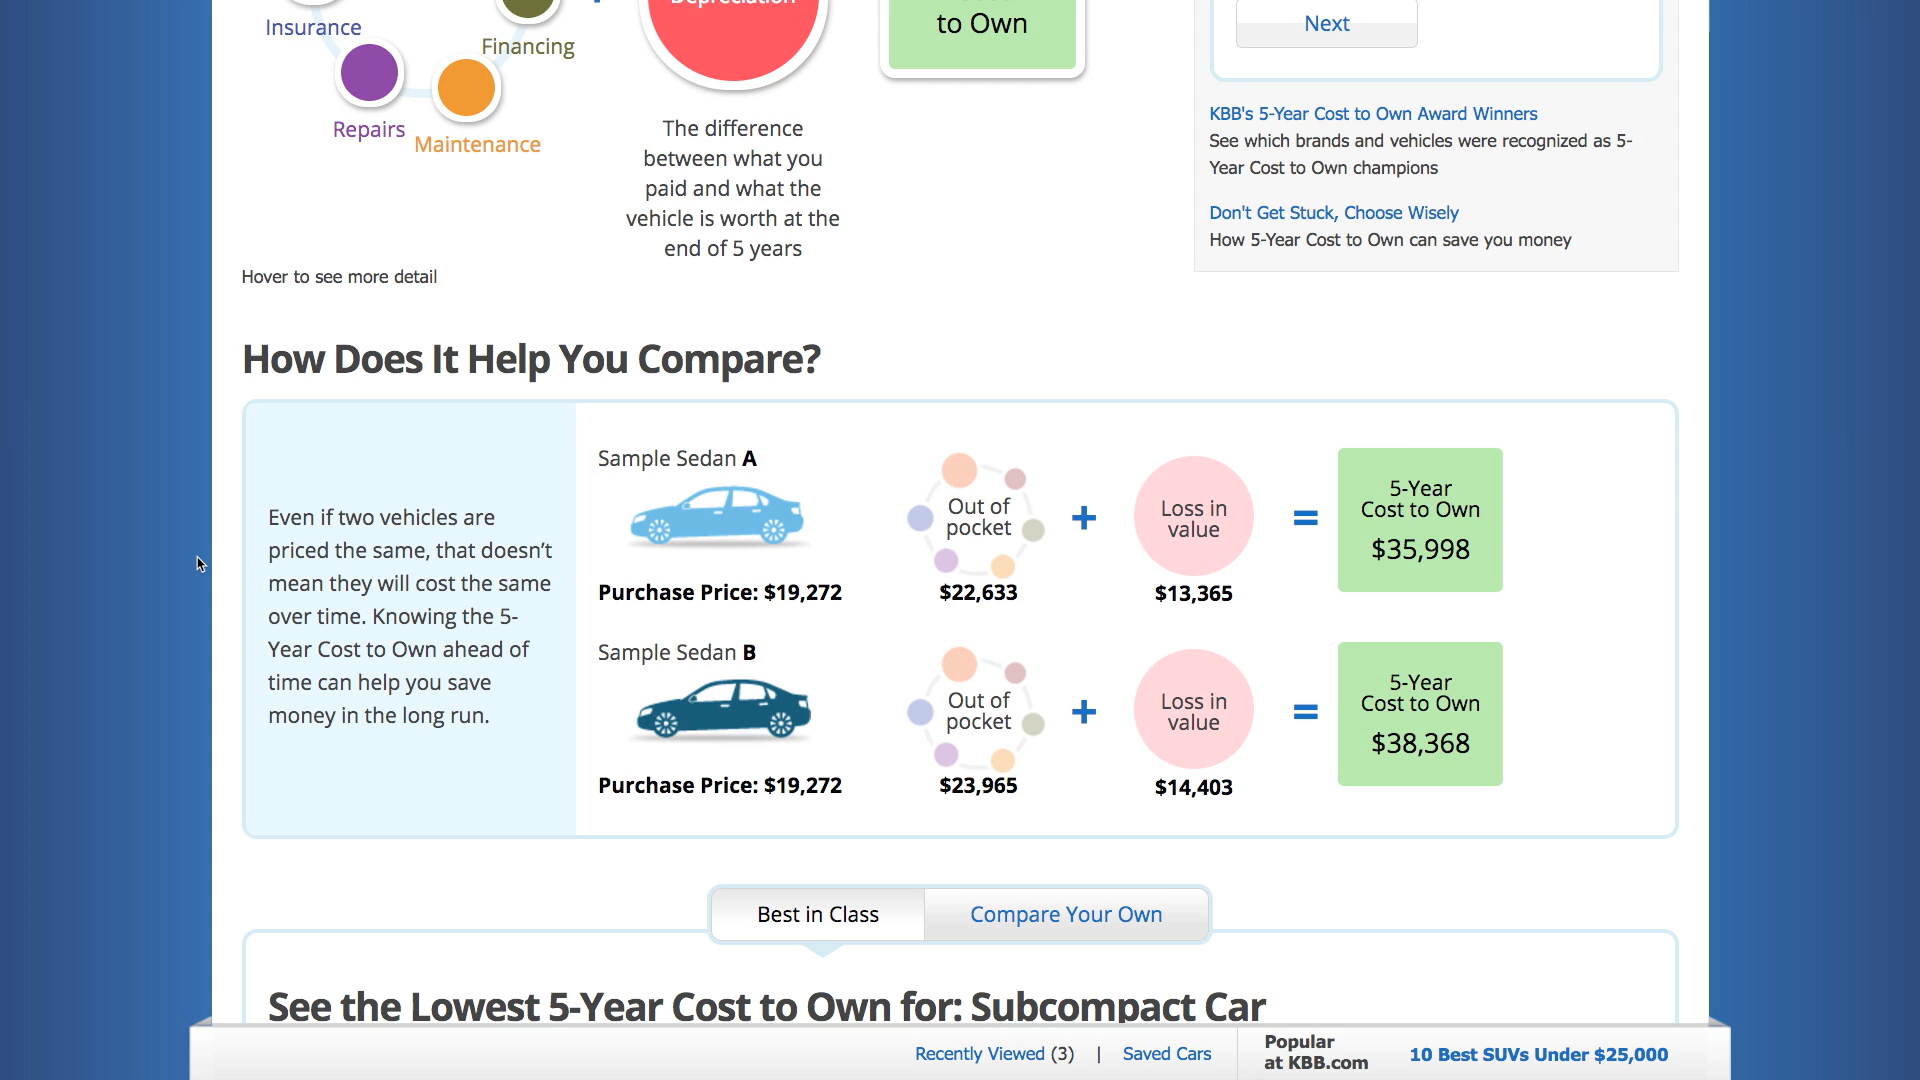 Depreciation
to Own
Next
Insurance
Financing
Repairs
Maintenance
The difference
between what you
paid and what the
vehicle is worth at the
end of 5 years
Hover to see more detail
KBB's 5-Year Cost to Own Award Winners
See which brands and vehicles were recognized as 5-
Year Cost to Own champions
Don't Get Stuck, Choose Wisely
How 5-Year Cost to Own can save you money
How Does It Help You Compare?
Even if two vehicles are
priced the same, that doesn’t
mean they will cost the same
over time. Knowing the 5-
Year Cost to Own ahead of
time can help you save
money in the long run.
Sample Sedan A
Purchase Price: $19,272
Out of
pocket
$22,633
+
Loss in
value
$13,365
=
5-Year
Cost to Own
$35,998
Sample Sedan B
Purchase Price: $19,272
Out of
pocket
$23,965
+
Loss in
value
$14,403
=
5-Year
Cost to Own
$38,368
Best in Class
Compare Your Own
See the Lowest 5-Year Cost to Own for: Subcompact Car
Recently Viewed (3) | Saved Cars
Popular
at KBB.com
10 Best SUVs Under $25,000